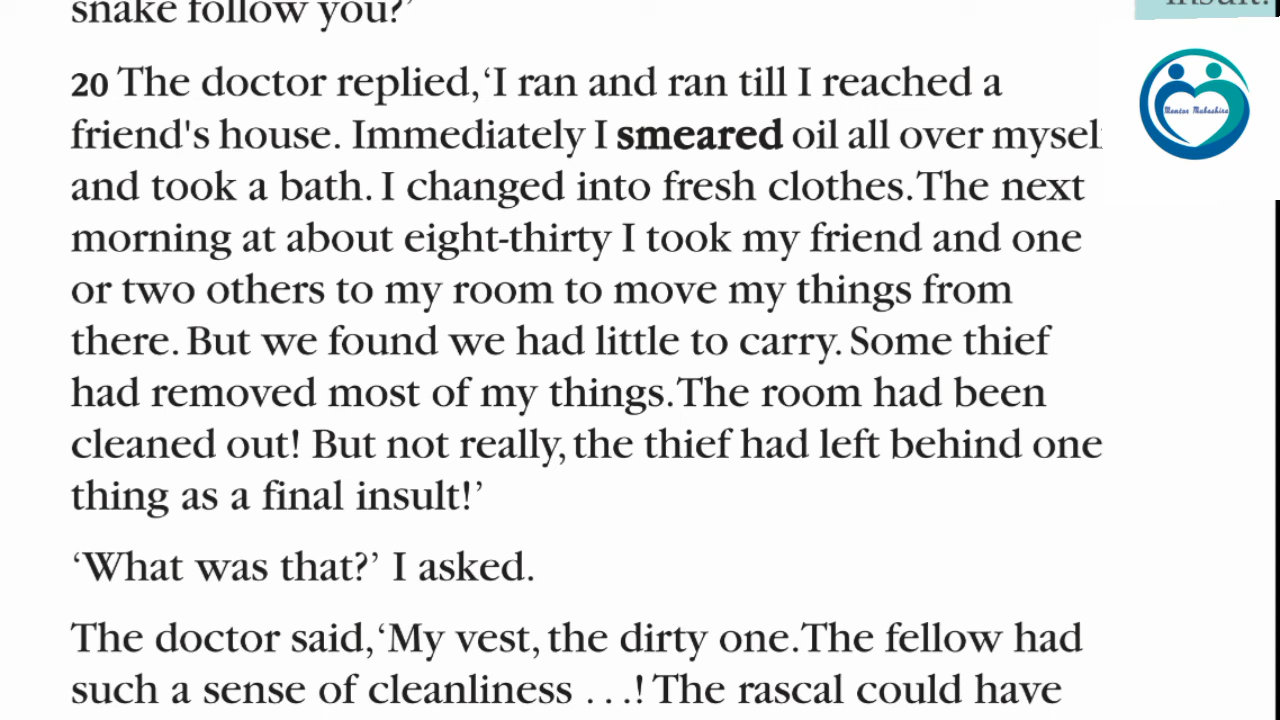 snake follow you?’
insult!
20 The doctor replied, ‘I ran and ran till I reached a
friend's house. Immediately I smeared oil all over mysel
and took a bath. I changed into fresh clothes. The next
morning at about eight-thirty I took my friend and one
or two others to my room to move my things from
there. But we found we had little to carry. Some thief
had removed most of my things. The room had been
cleaned out! But not really, the thief had left behind one
thing as a final insult!’
‘What was that?’ I asked.
The doctor said, ‘My vest, the dirty one. The fellow had
such a sense of cleanliness . . .! The rascal could have
Mentor Mubashira